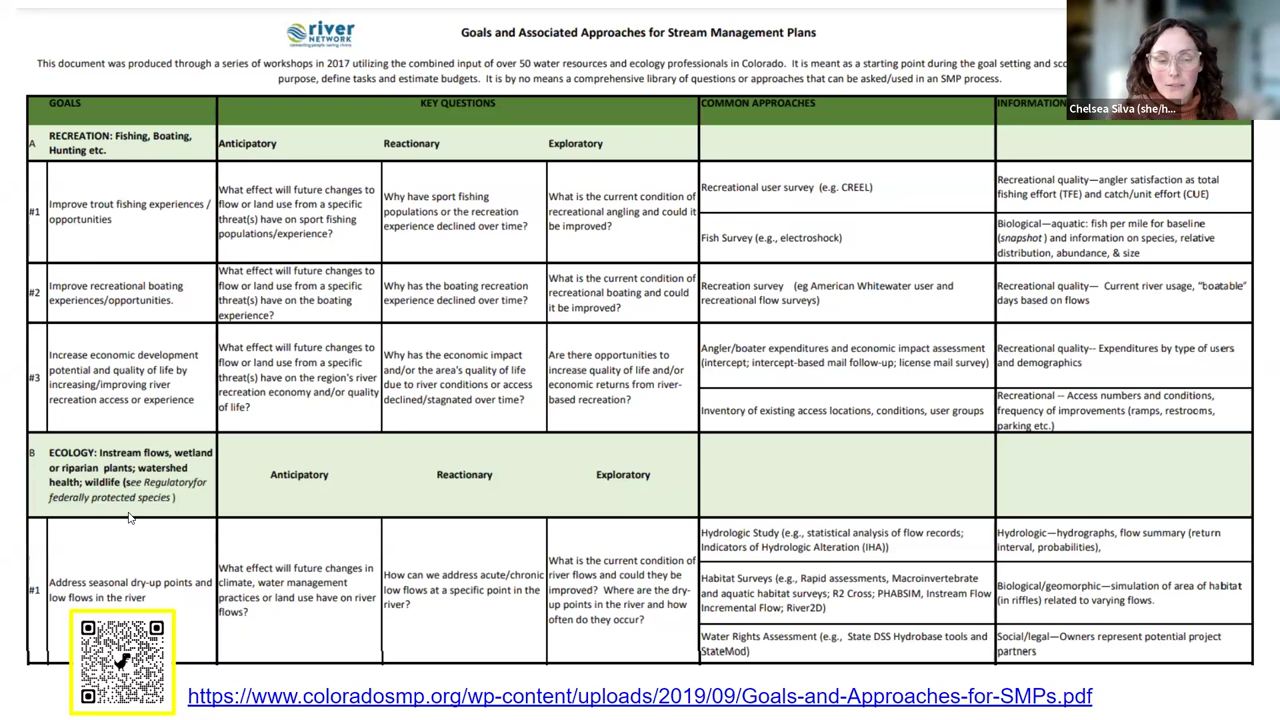 river
NETWORK
connecting people, saving rivers
Goals and Associated Approaches for Stream Management Plans
This document was produced through a series of workshops in 2017 utilizing the combined input of over 50 water resources and ecology professionals in Colorado. It is meant as a starting point during the goal setting and sco
purpose, define tasks and estimate budgets. It is by no means a comprehensive library of questions or approaches that can be asked/used in an SMP process.
Chelsea Silva (she/h...
GOALS
KEY QUESTIONS
COMMON APPROACHES
INFORMATION
A
RECREATION: Fishing, Boating,
Hunting etc.
Anticipatory
Reactionary
Exploratory
#1
Improve trout fishing experiences /
opportunities
What effect will future changes to
flow or land use from a specific
threat(s) have on sport fishing
populations/experience?
Why have sport fishing
populations or the recreation
experience declined over time?
What is the current condition of
recreational angling and could it
be improved?
Recreational user survey (e.g. CREEL)
Recreational quality—angler satisfaction as total
fishing effort (TFE) and catch/unit effort (CUE)
Fish Survey (e.g., electroshock)
Biological—aquatic: fish per mile for baseline
(snapshot ) and information on species, relative
distribution, abundance, & size
#2
Improve recreational boating
experiences/opportunities.
What effect will future changes to
flow or land use from a specific
threat(s) have on the boating
experience?
Why has the boating recreation
experience declined over time?
What is the current condition of
recreational boating and could
it be improved?
Recreation survey (eg American Whitewater user and
recreational flow surveys)
Recreational quality— Current river usage, "boatable"
days based on flows
#3
Increase economic development
potential and quality of life by
increasing/improving river
recreation access or experience
What effect will future changes to
flow or land use from a specific
threat(s) have on the region's river
recreation economy and/or quality
of life?
Why has the economic impact
and/or the area's quality of life
due to river conditions or access
declined/stagnated over time?
Are there opportunities to
increase quality of life and/or
economic returns from river-
based recreation?
Angler/boater expenditures and economic impact assessment
(intercept; intercept-based mail follow-up; license mail survey)
Recreational quality-- Expenditures by type of users
and demographics
Inventory of existing access locations, conditions, user groups
Recreational -- Access numbers and conditions,
frequency of improvements (ramps, restrooms,
parking etc.)
B
ECOLOGY: Instream flows, wetland
or riparian plants; watershed
health; wildlife (see Regulatoryfor
federally protected species )
Anticipatory
Reactionary
Exploratory
#1
Address seasonal dry-up points and
low flows in the river
What effect will future changes in
climate, water management
practices or land use have on river
flows?
How can we address acute/chronic
low flows at a specific point in the
river?
What is the current condition of
river flows and could they be
improved? Where are the dry-
up points in the river and how
often do they occur?
Hydrologic Study (e.g., statistical analysis of flow records;
Indicators of Hydrologic Alteration (IHA))
Hydrologic—hydrographs, flow summary (return
interval, probabilities),
Habitat Surveys (e.g., Rapid assessments, Macroinvertebrate
and aquatic habitat surveys; R2 Cross; PHABSIM, Instream Flow
Incremental Flow; River2D)
Biological/geomorphic—simulation of area of habitat
(in riffles) related to varying flows.
Water Rights Assessment (e.g., State DSS Hydrobase tools and
StateMod)
Social/legal—Owners represent potential project
partners
https://www.coloradosmp.org/wp-content/uploads/2019/09/Goals-and-Approaches-for-SMPs.pdf